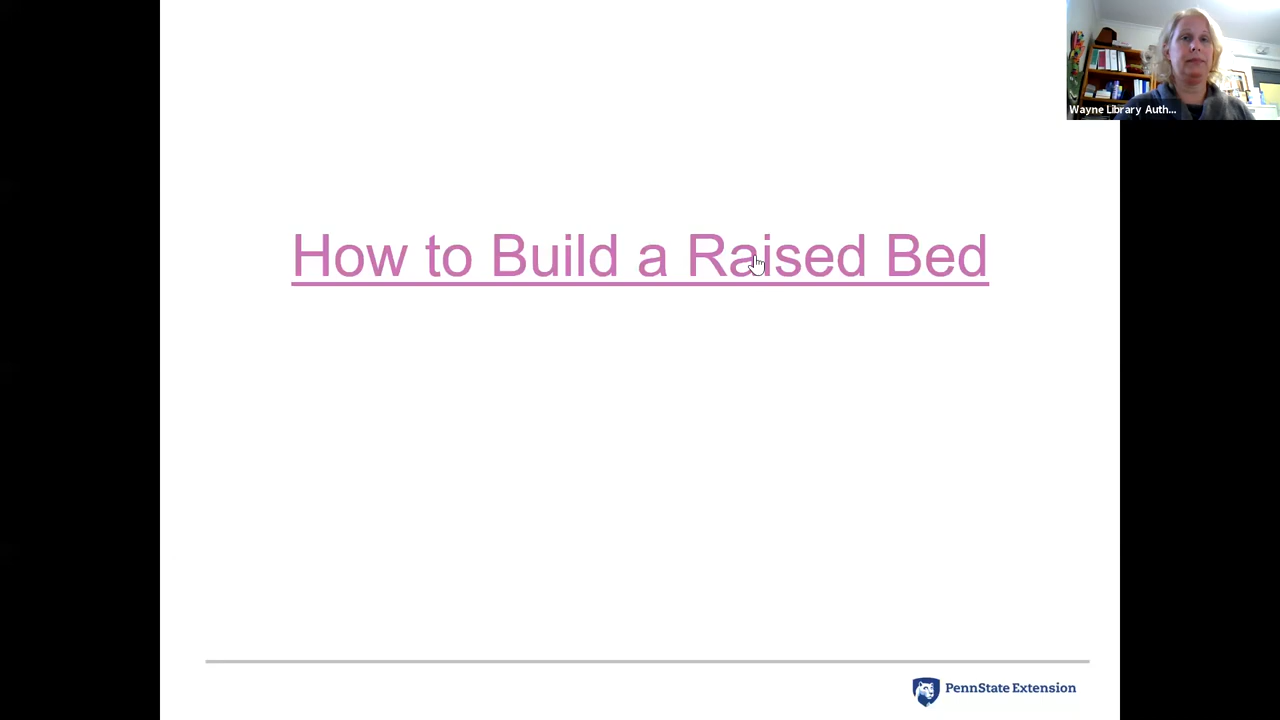 Wayne Library Auth...
How to Build a Raised Bed
PennState Extension